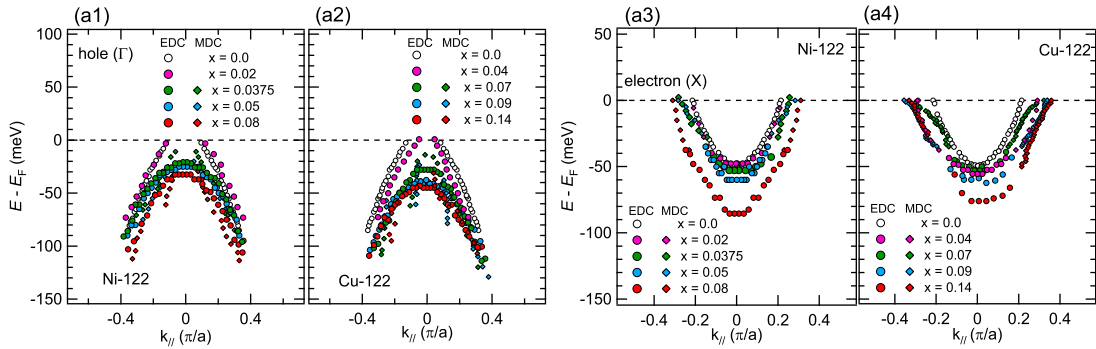 (a1)
100
50
0
-50
-100
-150
E - E_F (meV)
hole (Γ)
EDC MDC
x = 0.0
x = 0.02
x = 0.0375
x = 0.05
x = 0.08
Ni-122
-0.4 0 0.4
k// (π/a)
(a2)
EDC MDC
x = 0.0
x = 0.04
x = 0.07
x = 0.09
x = 0.14
Cu-122
-0.4 0 0.4
k// (π/a)
(a3)
50
0
-50
-100
-150
E - E_F (meV)
Ni-122
electron (X)
EDC MDC
x = 0.0
x = 0.02
x = 0.0375
x = 0.05
x = 0.08
-0.4 -0.2 0 0.2 0.4
k// (π/a)
(a4)
Cu-122
EDC MDC
x = 0.0
x = 0.04
x = 0.07
x = 0.09
x = 0.14
-0.4 -0.2 0 0.2 0.4
k// (π/a)